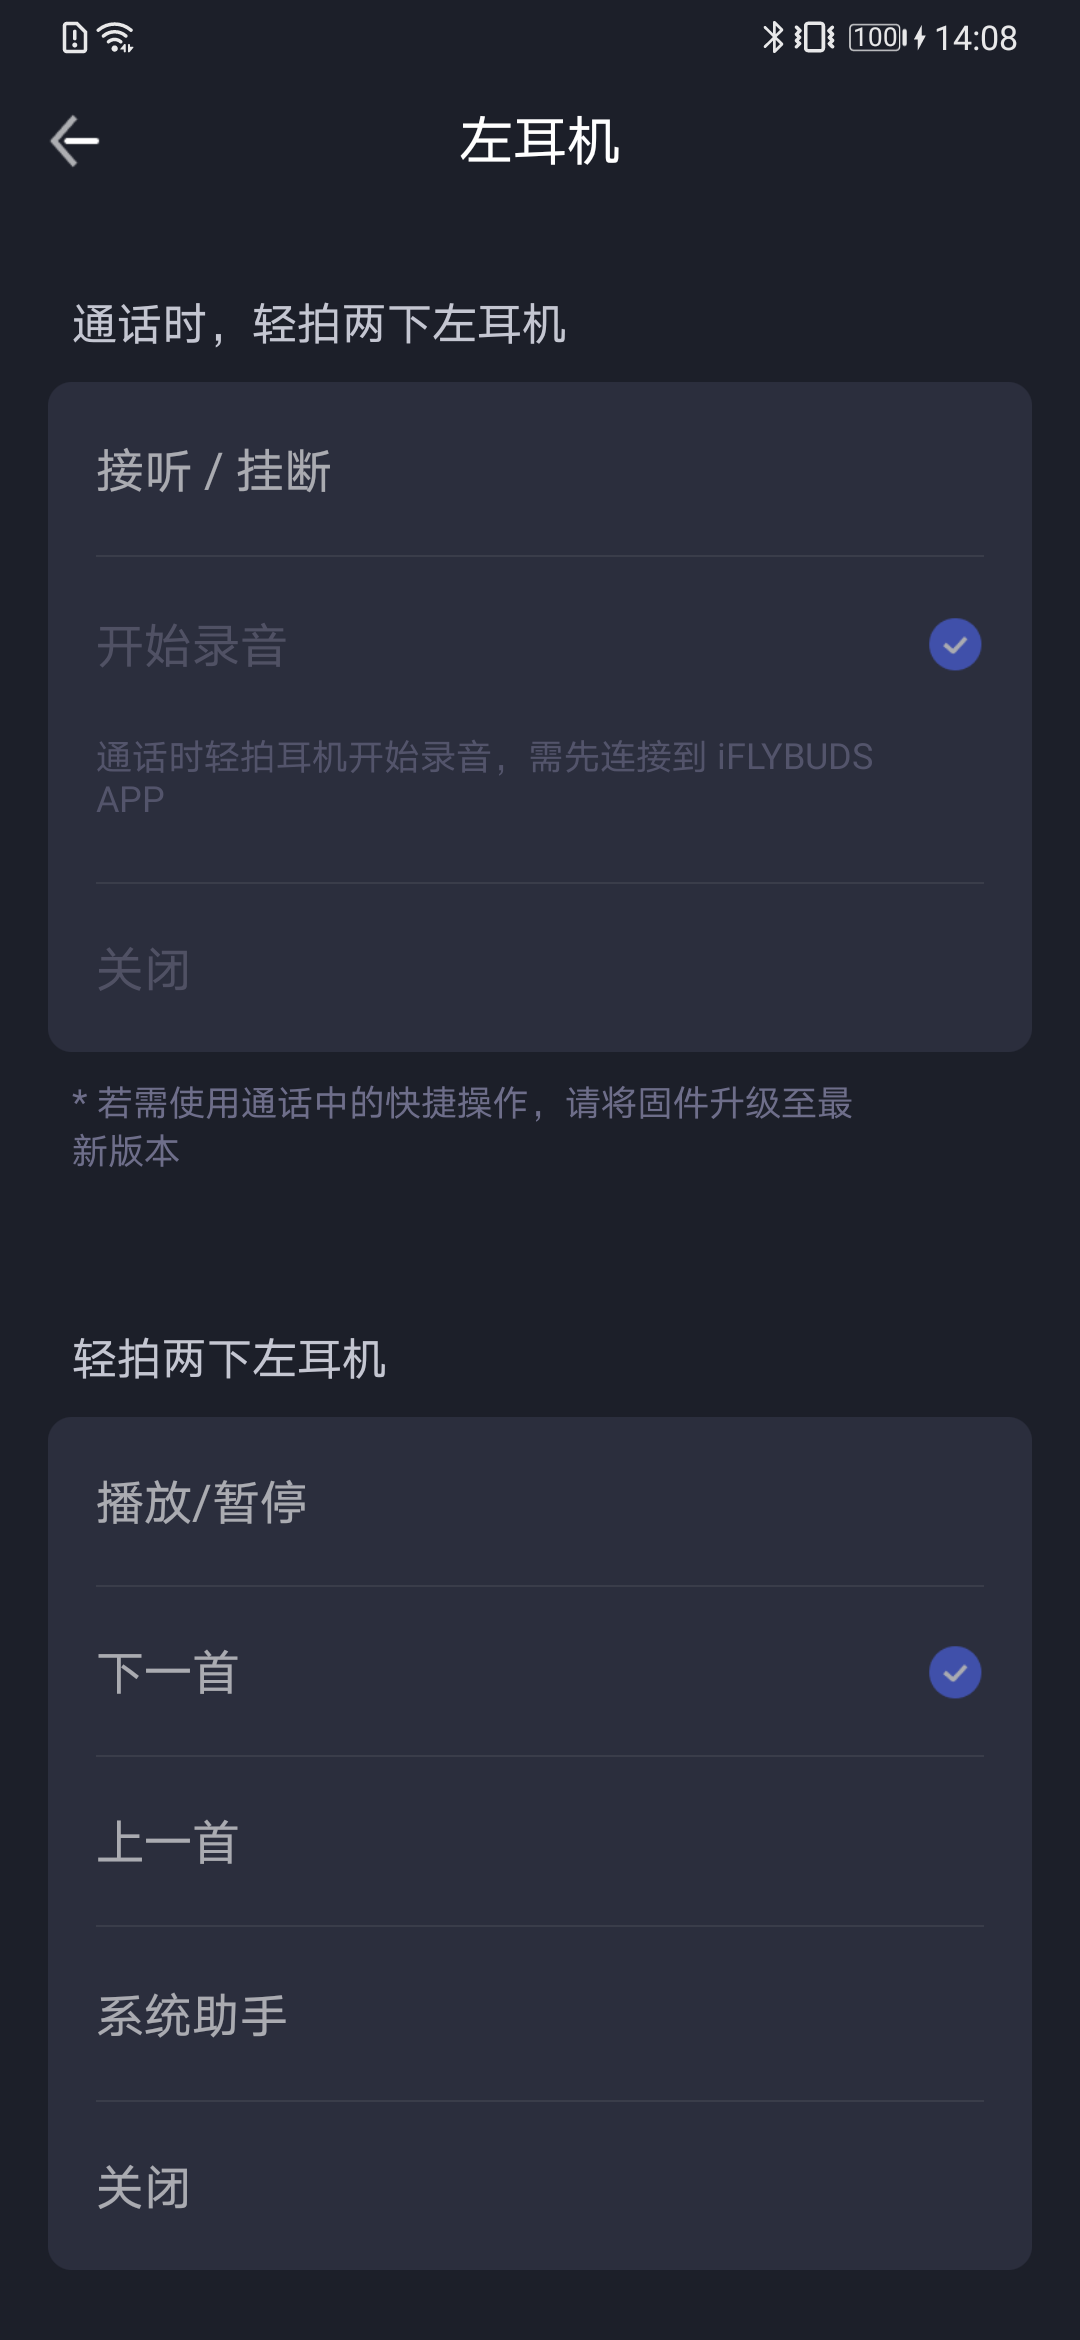 100 14:08
左耳机
通话时，轻拍两下左耳机
接听 / 挂断
开始录音
通话时轻拍耳机开始录音，需先连接到 iFLYBUDS
APP
关闭
* 若需使用通话中的快捷操作，请将固件升级至最
新版本
轻拍两下左耳机
播放/暂停
下一首
上一首
系统助手
关闭